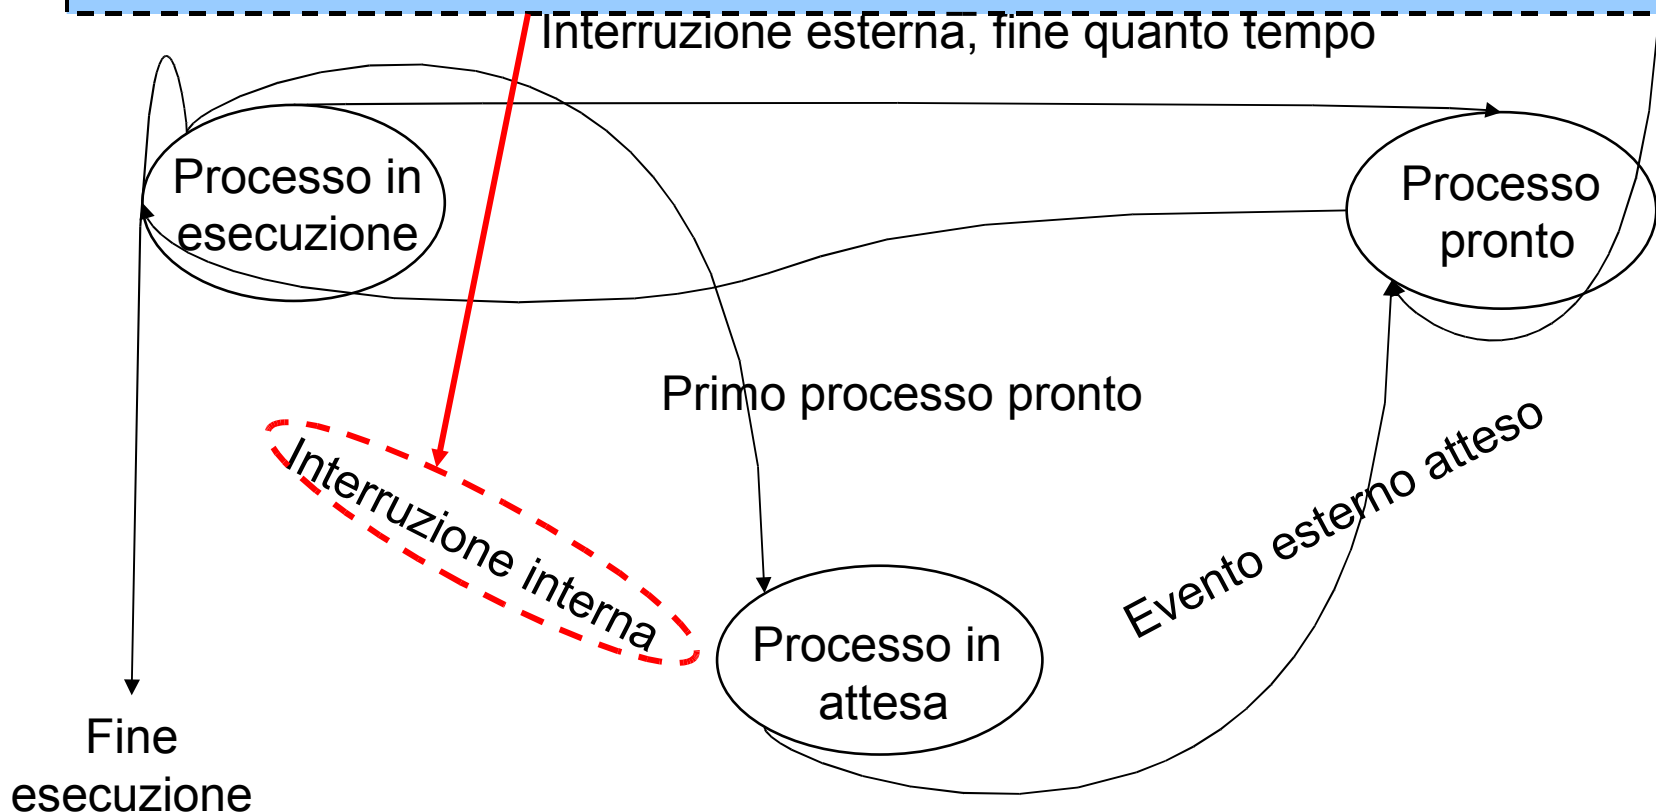 Interruzione esterna, fine quanto tempo
Processo in
esecuzione
Processo
pronto
Primo processo pronto
Evento esterno atteso
Interruzione interna
Processo in
attesa
Fine
esecuzione